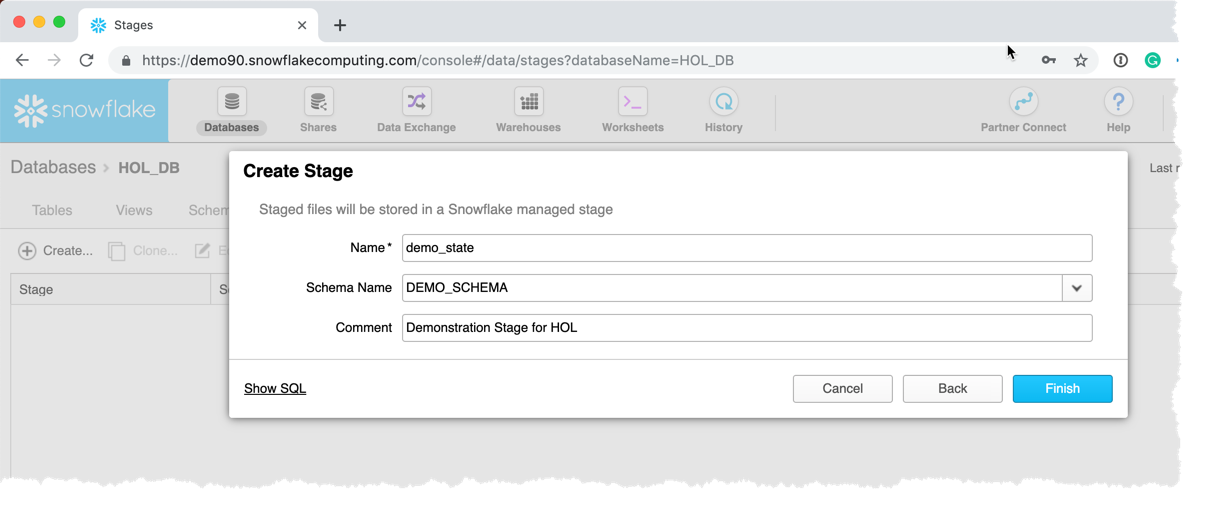 Stages
https://demo90.snowflakecomputing.com/console#/data/stages?databaseName=HOL_DB
snowflake
Databases Shares Data Exchange Warehouses Worksheets History Partner Connect Help
Databases HOL_DB Last
Tables Views Schem
Create... Clone...
Stage
Create Stage
Staged files will be stored in a Snowflake managed stage
Name* demo_state
Schema Name DEMO_SCHEMA
Comment Demonstration Stage for HOL
Show SQL Cancel Back Finish